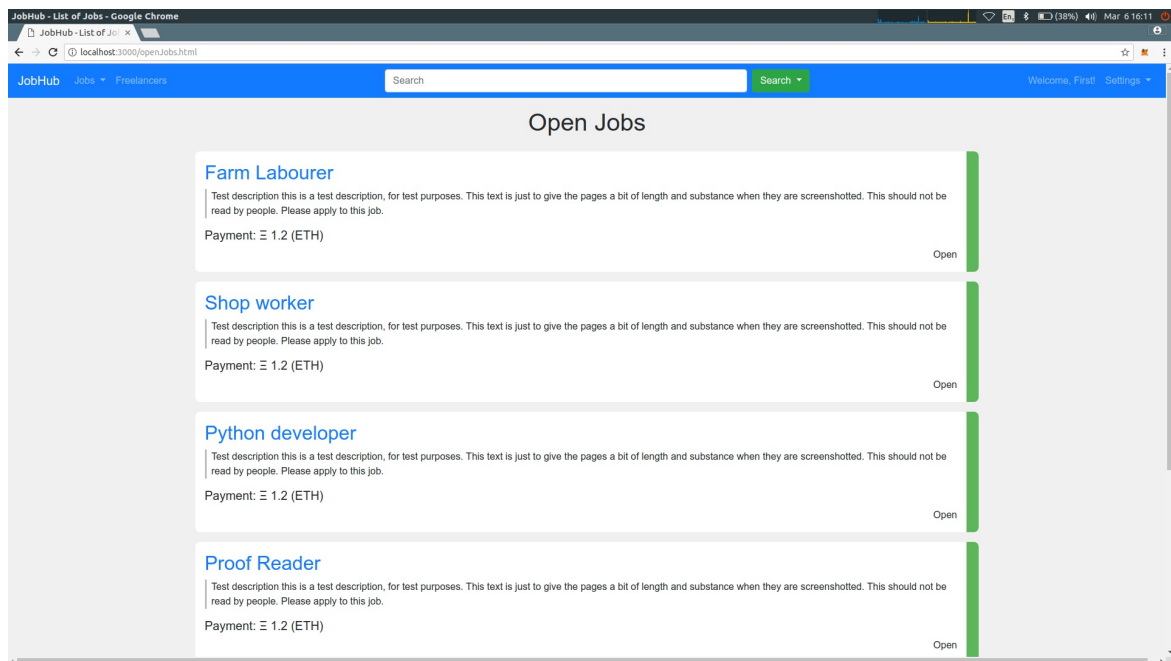 JobHub - List of Jobs - Google Chrome
En
(38%)
Mar 6 16:11
JobHub - List of Jo
localhost:3000/openJobs.html
JobHub Jobs Freelancers
Search
Search
Welcome, First! Settings
Open Jobs
Farm Labourer
Test description this is a test description, for test purposes. This text is just to give the pages a bit of length and substance when they are screenshotted. This should not be
read by people. Please apply to this job.
Payment: Ξ 1.2 (ETH)
Open
Shop worker
Test description this is a test description, for test purposes. This text is just to give the pages a bit of length and substance when they are screenshotted. This should not be
read by people. Please apply to this job.
Payment: Ξ 1.2 (ETH)
Open
Python developer
Test description this is a test description, for test purposes. This text is just to give the pages a bit of length and substance when they are screenshotted. This should not be
read by people. Please apply to this job.
Payment: Ξ 1.2 (ETH)
Open
Proof Reader
Test description this is a test description, for test purposes. This text is just to give the pages a bit of length and substance when they are screenshotted. This should not be
read by people. Please apply to this job.
Payment: Ξ 1.2 (ETH)
Open